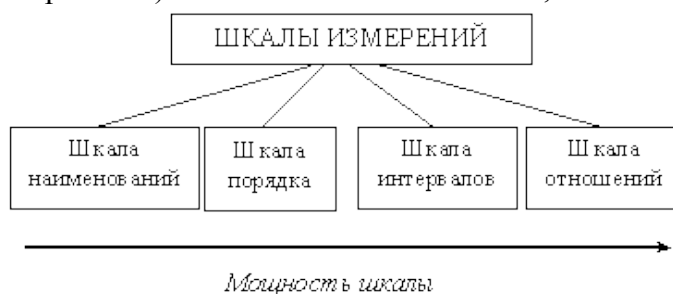 ШКАЛЫ ИЗМЕРЕНИЙ
Шкала
наименований
Шкала
порядка
Шкала
интервалов
Шкала
отношений
Мощность шкалы